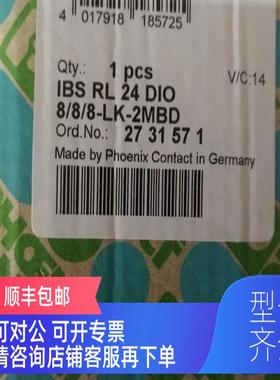 4 017918 185725
Qty.: 1 pcs
V/C:14
IBS RL 24 DIO
8/8/8-LK-2MBD
Ord.No.: 27 31 57 1
Made by Phoenix Contact in Germany
顺丰包邮
可对公 可开专票
请咨询店铺客服再下单